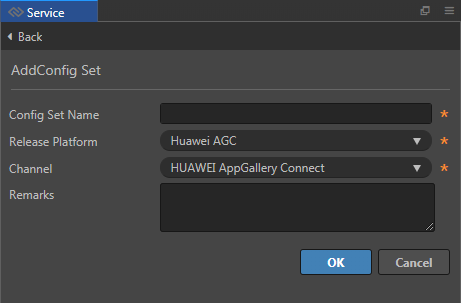 Service
Back
AddConfig Set
Config Set Name *
Release Platform Huawei AGC *
Channel HUAWEI AppGallery Connect *
Remarks
OK Cancel